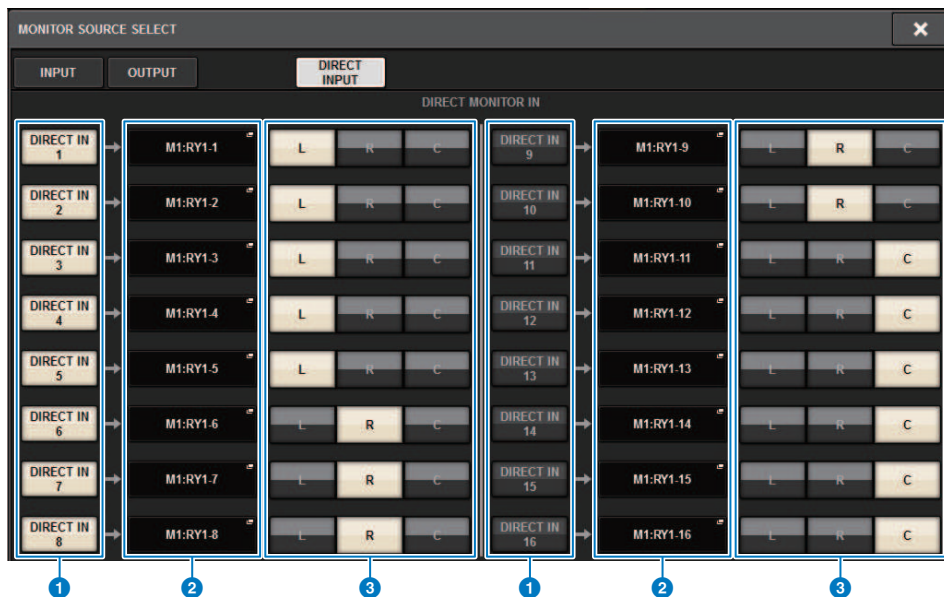 MONITOR SOURCE SELECT
INPUT OUTPUT DIRECT INPUT
DIRECT MONITOR IN
DIRECT IN 1 M1:RY1-1 L R C DIRECT IN 9 M1:RY1-9 L R C
DIRECT IN 2 M1:RY1-2 L R C DIRECT IN 10 M1:RY1-10 L R C
DIRECT IN 3 M1:RY1-3 L R C DIRECT IN 11 M1:RY1-11 L R C
DIRECT IN 4 M1:RY1-4 L R C DIRECT IN 12 M1:RY1-12 L R C
DIRECT IN 5 M1:RY1-5 L R C DIRECT IN 13 M1:RY1-13 L R C
DIRECT IN 6 M1:RY1-6 L R C DIRECT IN 14 M1:RY1-14 L R C
DIRECT IN 7 M1:RY1-7 L R C DIRECT IN 15 M1:RY1-15 L R C
DIRECT IN 8 M1:RY1-8 L R C DIRECT IN 16 M1:RY1-16 L R C
1 2 3 1 2 3